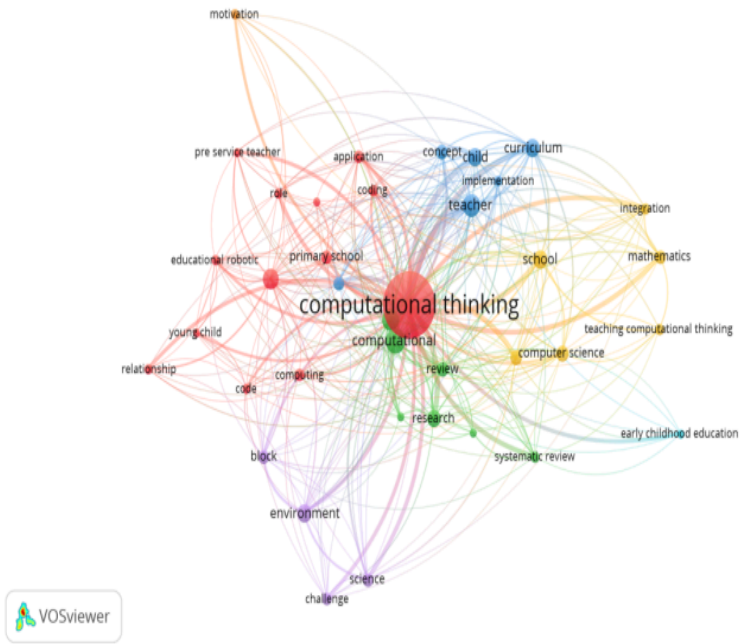 motivation
pre service teacher
application
concept
child
curriculum
implementation
role
coding
teacher
integration
educational robotic
primary school
school
mathematics
computational thinking
young child
computational
teaching computational thinking
relationship
code
computing
review
computer science
research
early childhood education
block
systematic review
environment
science
challenge
VOSviewer